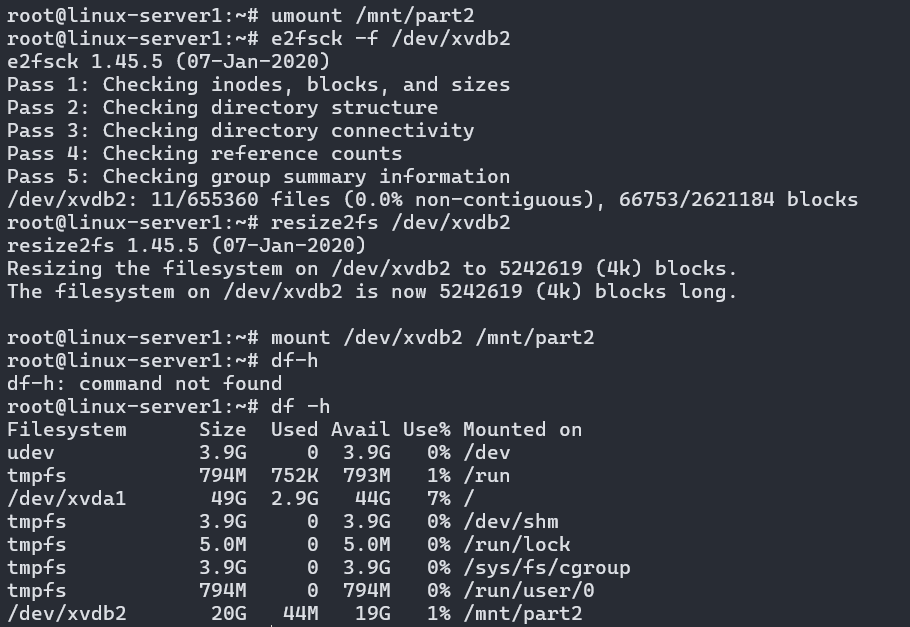 root@linux-server1:~# umount /mnt/part2
root@linux-server1:~# e2fsck -f /dev/xvdb2
e2fsck 1.45.5 (07-Jan-2020)
Pass 1: Checking inodes, blocks, and sizes
Pass 2: Checking directory structure
Pass 3: Checking directory connectivity
Pass 4: Checking reference counts
Pass 5: Checking group summary information
/dev/xvdb2: 11/655360 files (0.0% non-contiguous), 66753/2621184 blocks
root@linux-server1:~# resize2fs /dev/xvdb2
resize2fs 1.45.5 (07-Jan-2020)
Resizing the filesystem on /dev/xvdb2 to 5242619 (4k) blocks.
The filesystem on /dev/xvdb2 is now 5242619 (4k) blocks long.

root@linux-server1:~# mount /dev/xvdb2 /mnt/part2
root@linux-server1:~# df-h
df-h: command not found
root@linux-server1:~# df -h
Filesystem      Size  Used Avail Use% Mounted on
udev            3.9G     0  3.9G   0% /dev
tmpfs           794M  752K  793M   1% /run
/dev/xvda1       49G  2.9G   44G   7% /
tmpfs           3.9G     0  3.9G   0% /dev/shm
tmpfs           5.0M     0  5.0M   0% /run/lock
tmpfs           3.9G     0  3.9G   0% /sys/fs/cgroup
tmpfs           794M     0  794M   0% /run/user/0
/dev/xvdb2       20G   44M   19G   1% /mnt/part2